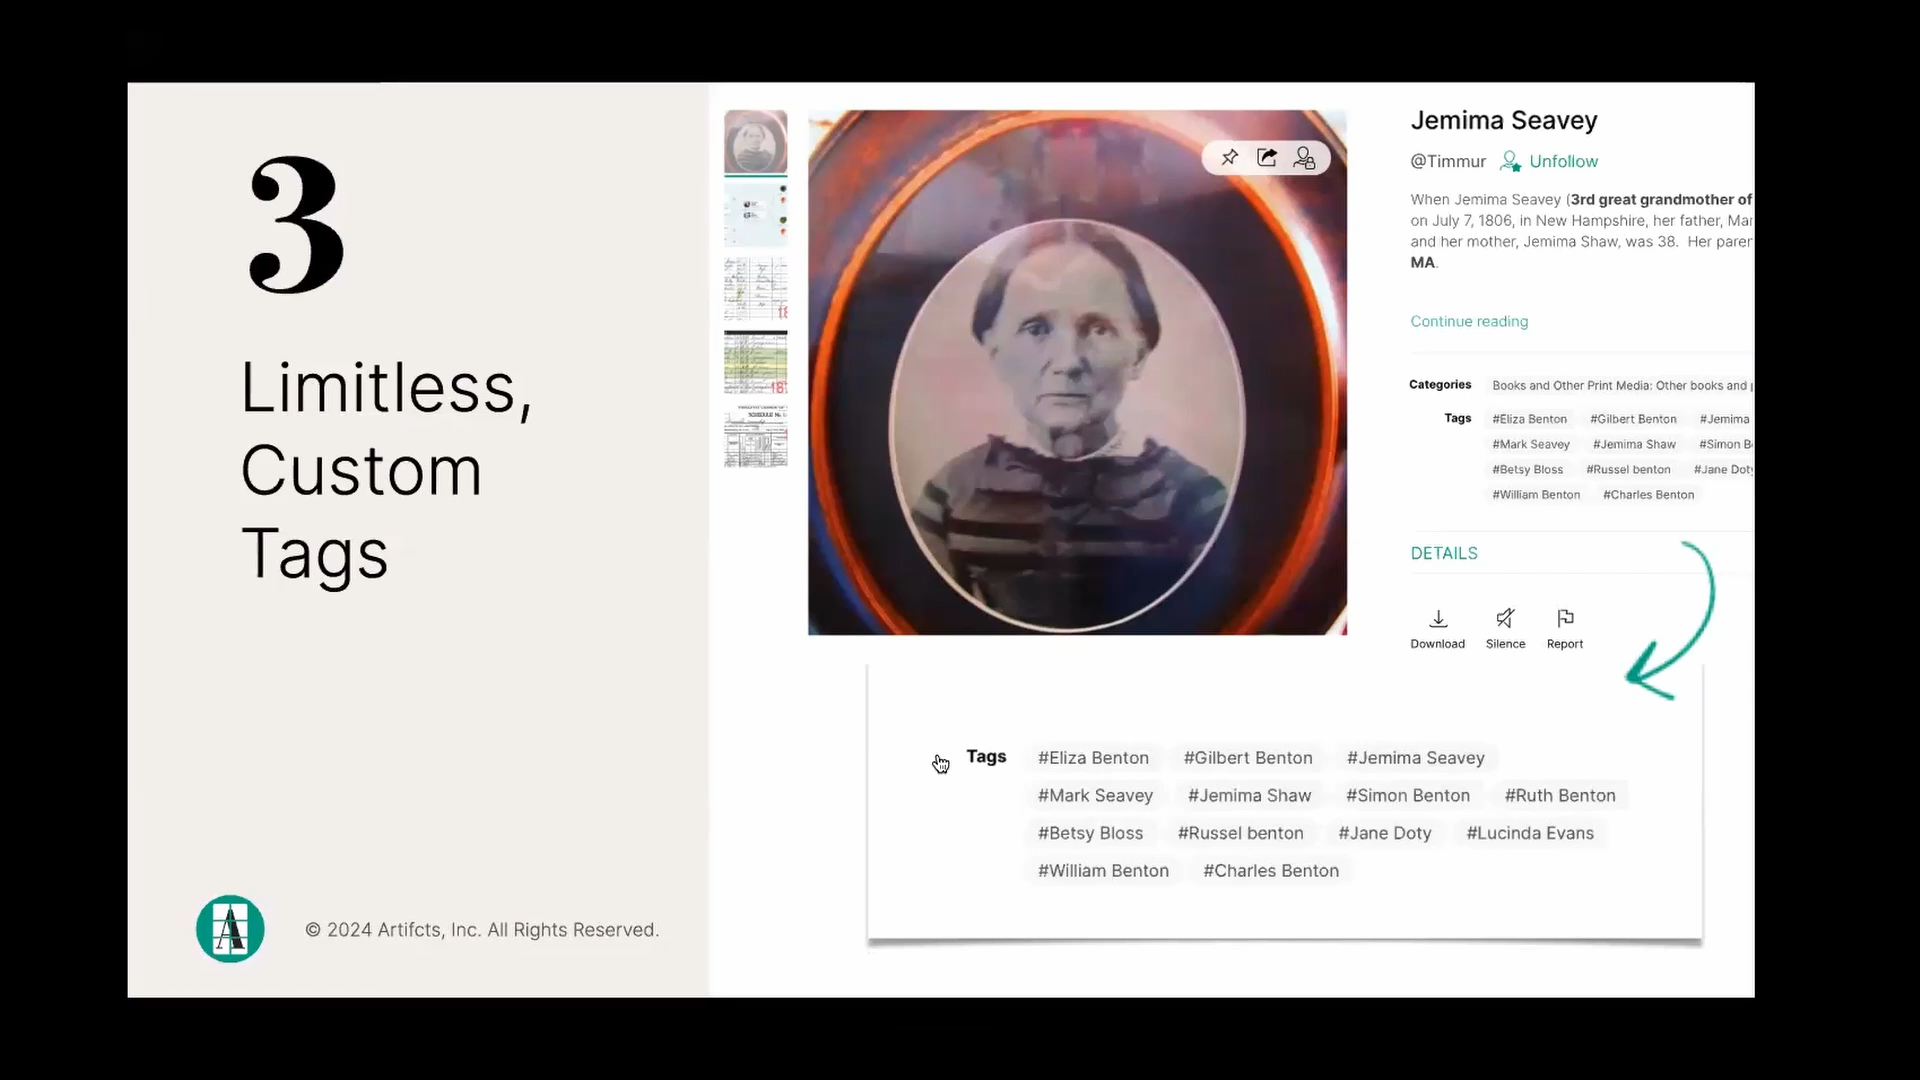 3
Limitless,
Custom
Tags
© 2024 Artifcts, Inc. All Rights Reserved.
Jemima Seavey
@Timmur Unfollow
When Jemima Seavey (3rd great grandmother of
on July 7, 1806, in New Hampshire, her father, Mar
and her mother, Jemima Shaw, was 38. Her parer
MA.
Continue reading
Categories Books and Other Print Media: Other books and
Tags #Eliza Benton #Gilbert Benton #Jemima
#Mark Seavey #Jemima Shaw #Simon B
#Betsy Bloss #Russel benton #Jane Doty
#William Benton #Charles Benton
DETAILS
Download Silence Report
Tags #Eliza Benton #Gilbert Benton #Jemima Seavey
#Mark Seavey #Jemima Shaw #Simon Benton #Ruth Benton
#Betsy Bloss #Russel benton #Jane Doty #Lucinda Evans
#William Benton #Charles Benton